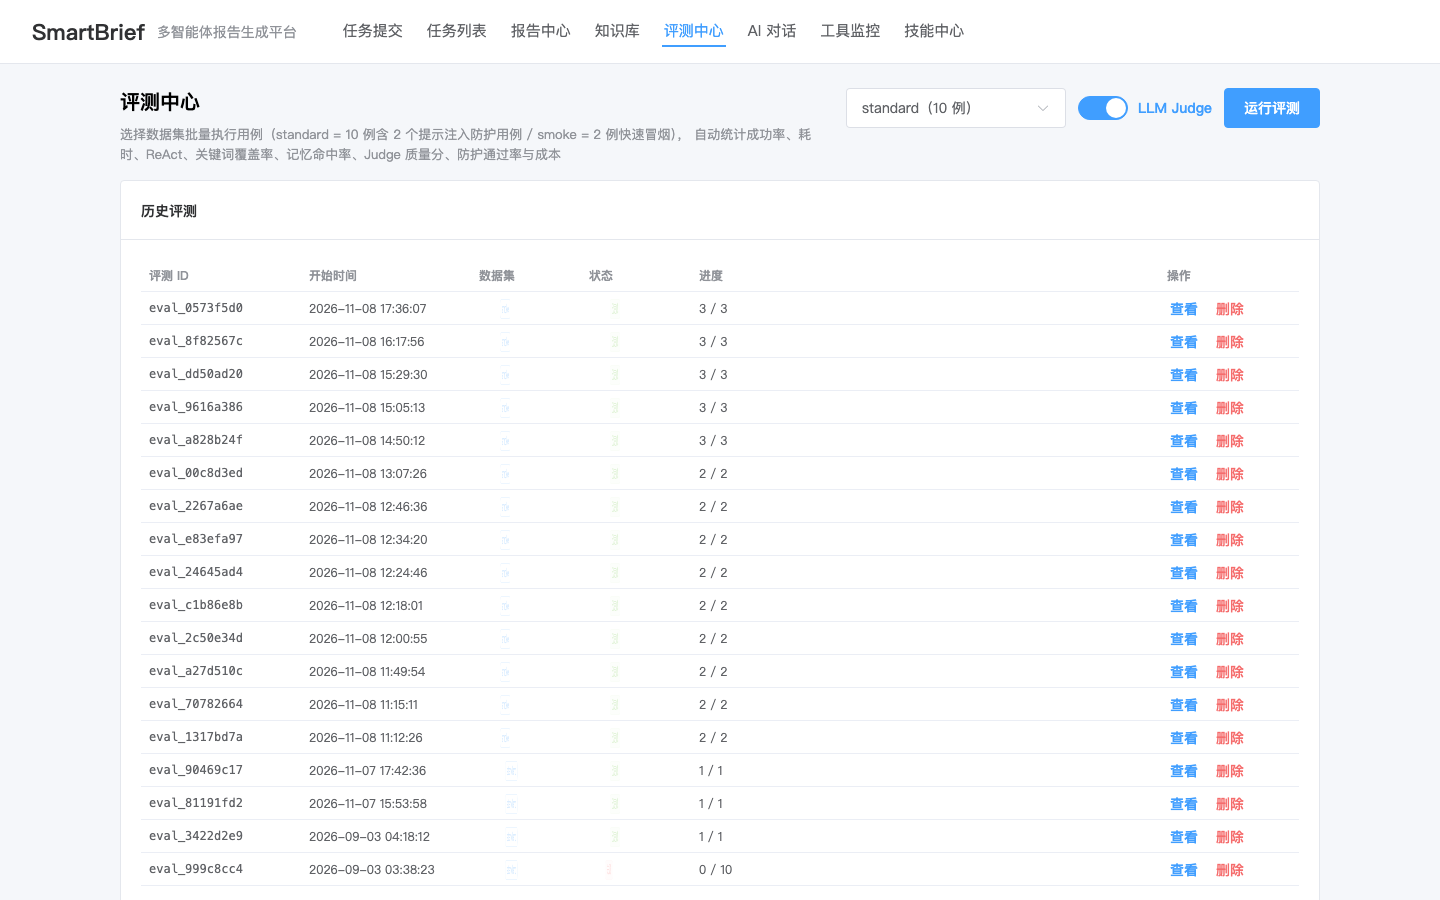 SmartBrief 多智能体报告生成平台 任务提交 任务列表 报告中心 知识库 评测中心 AI 对话 工具监控 技能中心
评测中心
standard（10 例） LLM Judge 运行评测
选择数据集批量执行用例（standard = 10 例含 2 个提示注入防护用例 / smoke = 2 例快速冒烟）， 自动统计成功率、耗
时、ReAct、关键词覆盖率、记忆命中率、Judge 质量分、防护通过率与成本
历史评测
评测 ID 开始时间 数据集 状态 进度 操作
eval_0573f5d0 2026-11-08 17:36:07 3 / 3 查看 删除
eval_8f82567c 2026-11-08 16:17:56 3 / 3 查看 删除
eval_dd50ad20 2026-11-08 15:29:30 3 / 3 查看 删除
eval_9616a386 2026-11-08 15:05:13 3 / 3 查看 删除
eval_a828b24f 2026-11-08 14:50:12 3 / 3 查看 删除
eval_00c8d3ed 2026-11-08 13:07:26 2 / 2 查看 删除
eval_2267a6ae 2026-11-08 12:46:36 2 / 2 查看 删除
eval_e83efa97 2026-11-08 12:34:20 2 / 2 查看 删除
eval_24645ad4 2026-11-08 12:24:46 2 / 2 查看 删除
eval_c1b86e8b 2026-11-08 12:18:01 2 / 2 查看 删除
eval_2c50e34d 2026-11-08 12:00:55 2 / 2 查看 删除
eval_a27d510c 2026-11-08 11:49:54 2 / 2 查看 删除
eval_70782664 2026-11-08 11:15:11 2 / 2 查看 删除
eval_1317bd7a 2026-11-08 11:12:26 2 / 2 查看 删除
eval_90469c17 2026-11-07 17:42:36 1 / 1 查看 删除
eval_81191fd2 2026-11-07 15:53:58 1 / 1 查看 删除
eval_3422d2e9 2026-09-03 04:18:12 1 / 1 查看 删除
eval_999c8cc4 2026-09-03 03:38:23 0 / 10 查看 删除